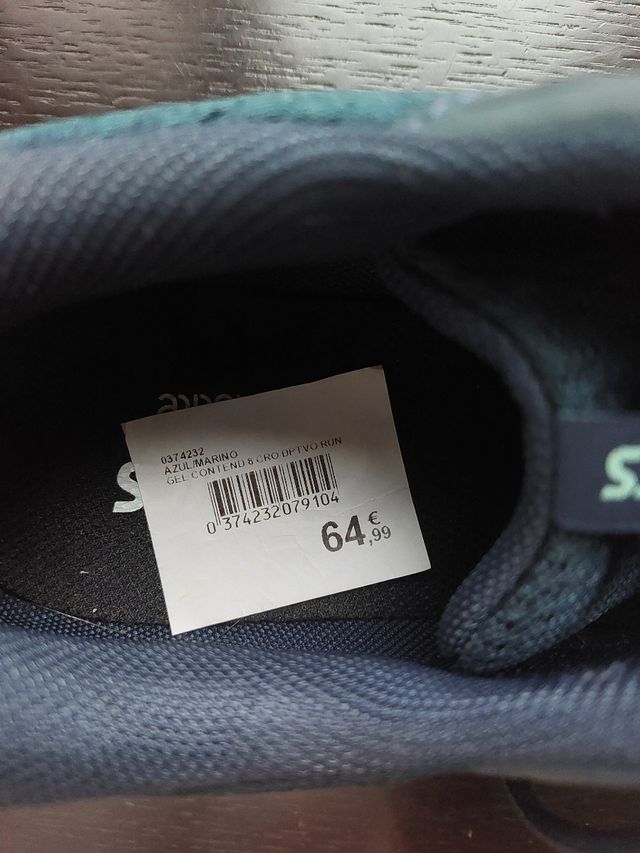 0374232
AZUL/MARINO
GEL CONTEND 8 CRO DPTVO RUN
0 374232 079104
64€,99